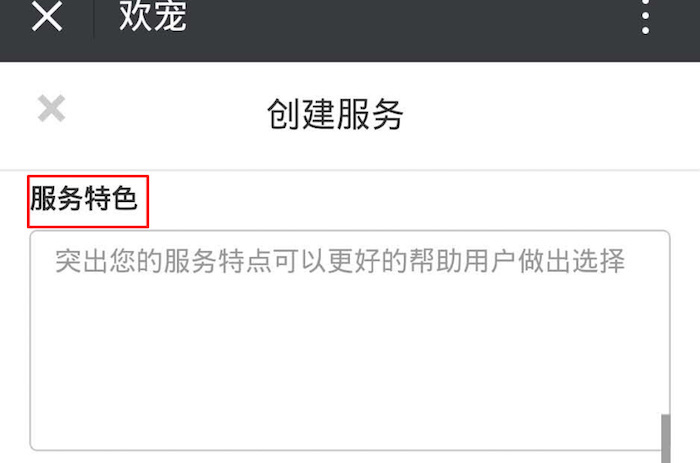 欢宠
创建服务
服务特色
突出您的服务特点可以更好的帮助用户做出选择